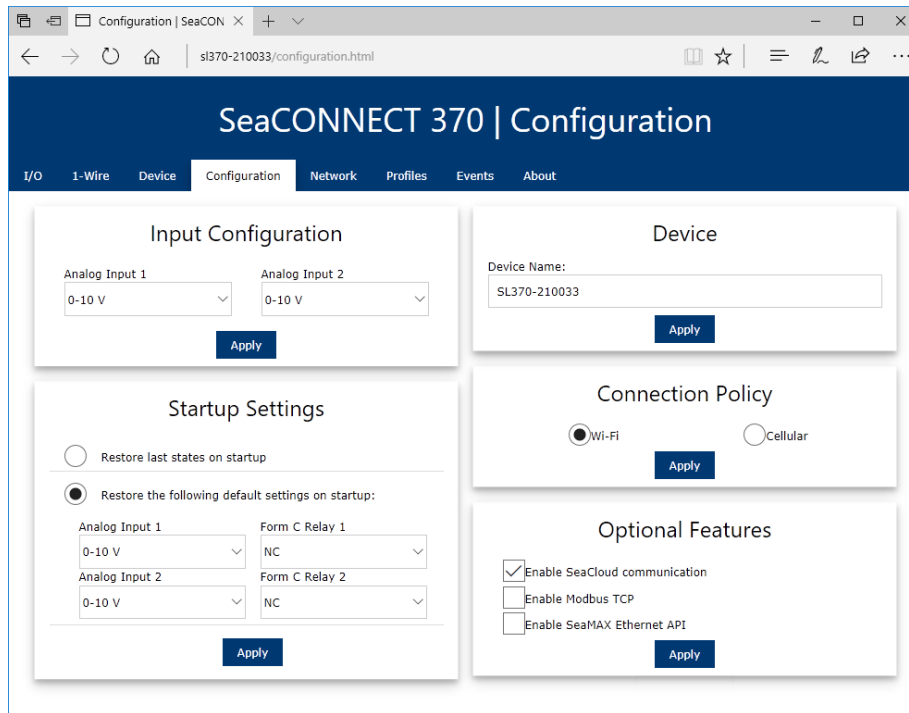 Configuration | SeaCON
sl370-210033/configuration.html
SeaCONNECT 370 | Configuration
I/O 1-Wire Device Configuration Network Profiles Events About
Input Configuration
Analog Input 1 Analog Input 2
0-10 V 0-10 V
Apply
Startup Settings
Restore last states on startup
Restore the following default settings on startup:
Analog Input 1 Form C Relay 1
0-10 V NC
Analog Input 2 Form C Relay 2
0-10 V NC
Apply
Device
Device Name:
SL370-210033
Apply
Connection Policy
Wi-Fi Cellular
Apply
Optional Features
Enable SeaCloud communication
Enable Modbus TCP
Enable SeaMAX Ethernet API
Apply